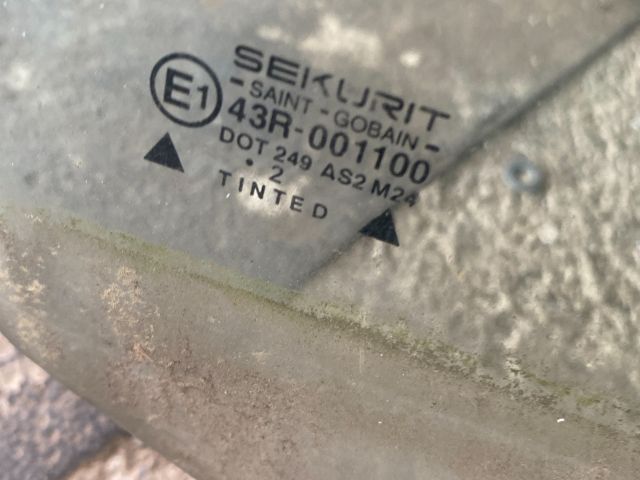 SEKURIT
- SAINT - GOBAIN -
E1
43R-001100
DOT 249 AS2 M24
• 2
TINTED